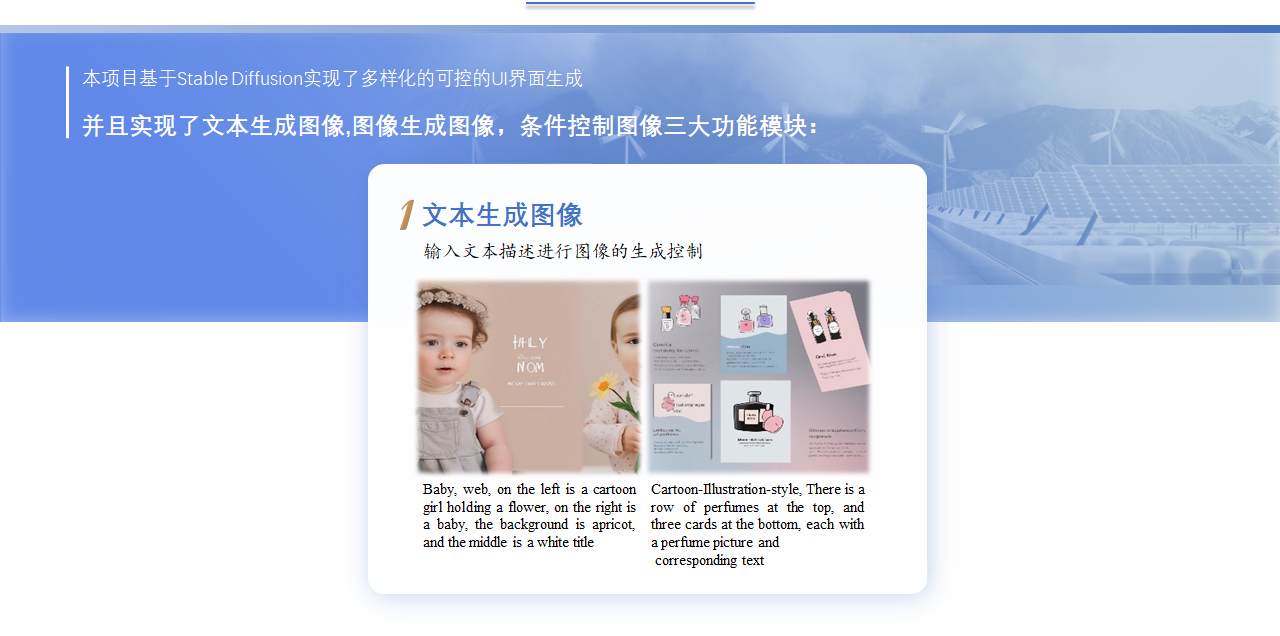 本项目基于Stable Diffusion实现了多样化的可控的UI界面生成
并且实现了文本生成图像,图像生成图像，条件控制图像三大功能模块：
1 文本生成图像
输入文本描述进行图像的生成控制
HILY
NOM
Baby, web, on the left is a cartoon
girl holding a flower, on the right is
a baby, the background is apricot,
and the middle is a white title
Cartoon-Illustration-style, There is a
row of perfumes at the top, and
three cards at the bottom, each with
a perfume picture and
corresponding text